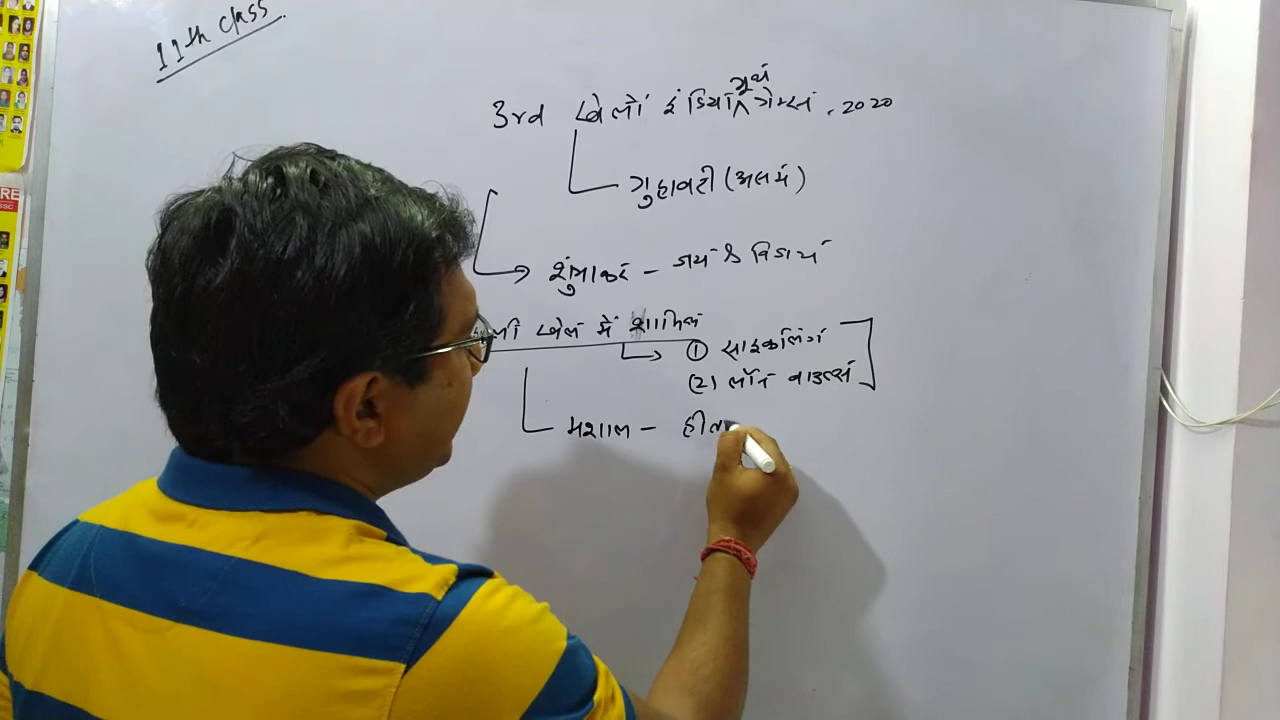 11th class
3rd खेलो इंडिया यूथ गेम्स . 2020
गुहावटी (असम)
शुंभाकर - जय & विजय
खेल में शामिल
① साइकलिंग
(2) लॉन बाउल्स
मशाल - ही